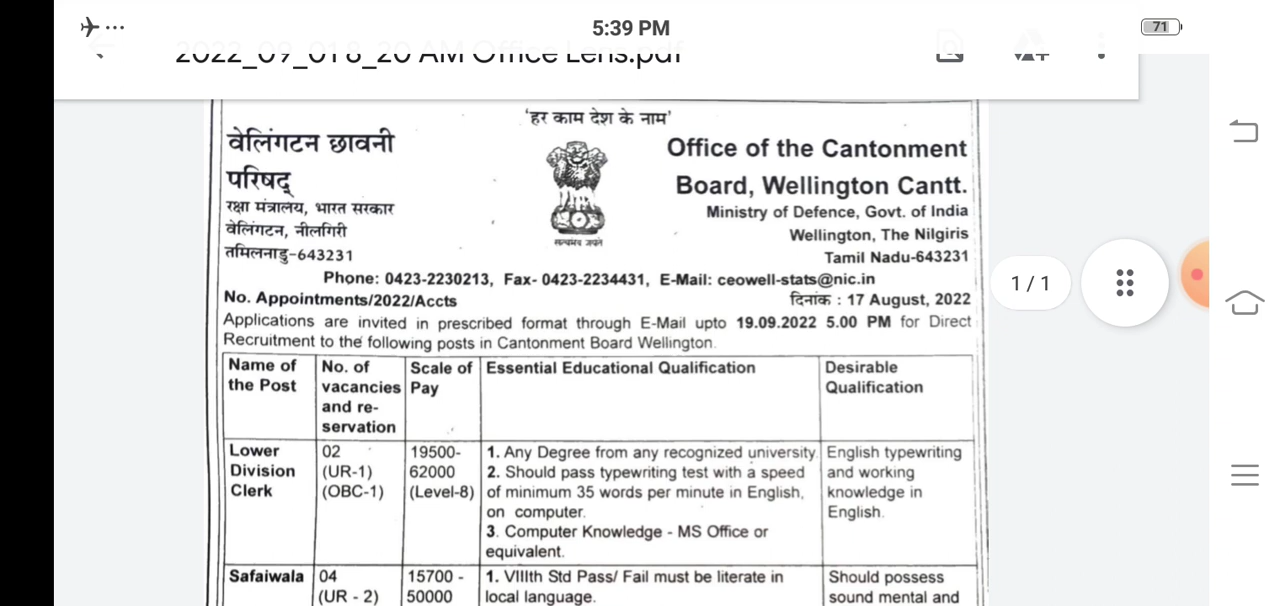 5:39 PM
71
2022_09_01 8_20 AM Office Lens.pdf
'हर काम देश के नाम'
वेलिंगटन छावनी
परिषद्
रक्षा मंत्रालय, भारत सरकार
वेलिंगटन, नीलगिरी
तमिलनाडु-643231
सत्यमेव जयते
Office of the Cantonment
Board, Wellington Cantt.
Ministry of Defence, Govt. of India
Wellington, The Nilgiris
Tamil Nadu-643231
Phone: 0423-2230213, Fax- 0423-2234431, E-Mail: ceowell-stats@nic.in
No. Appointments/2022/Accts दिनांक : 17 August, 2022
Applications are invited in prescribed format through E-Mail upto 19.09.2022 5.00 PM for Direct
Recruitment to the following posts in Cantonment Board Wellington.
1 / 1
Name of
the Post
No. of
vacancies
and re-
servation
Scale of
Pay
Essential Educational Qualification
Desirable
Qualification
Lower
Division
Clerk
02
(UR-1)
(OBC-1)
19500-
62000
(Level-8)
1. Any Degree from any recognized university.
2. Should pass typewriting test with a speed
of minimum 35 words per minute in English,
on computer.
3. Computer Knowledge - MS Office or
equivalent.
English typewriting
and working
knowledge in
English.
Safaiwala
04
(UR - 2)
15700 -
50000
1. VIIIth Std Pass/ Fail must be literate in
local language.
Should possess
sound mental and